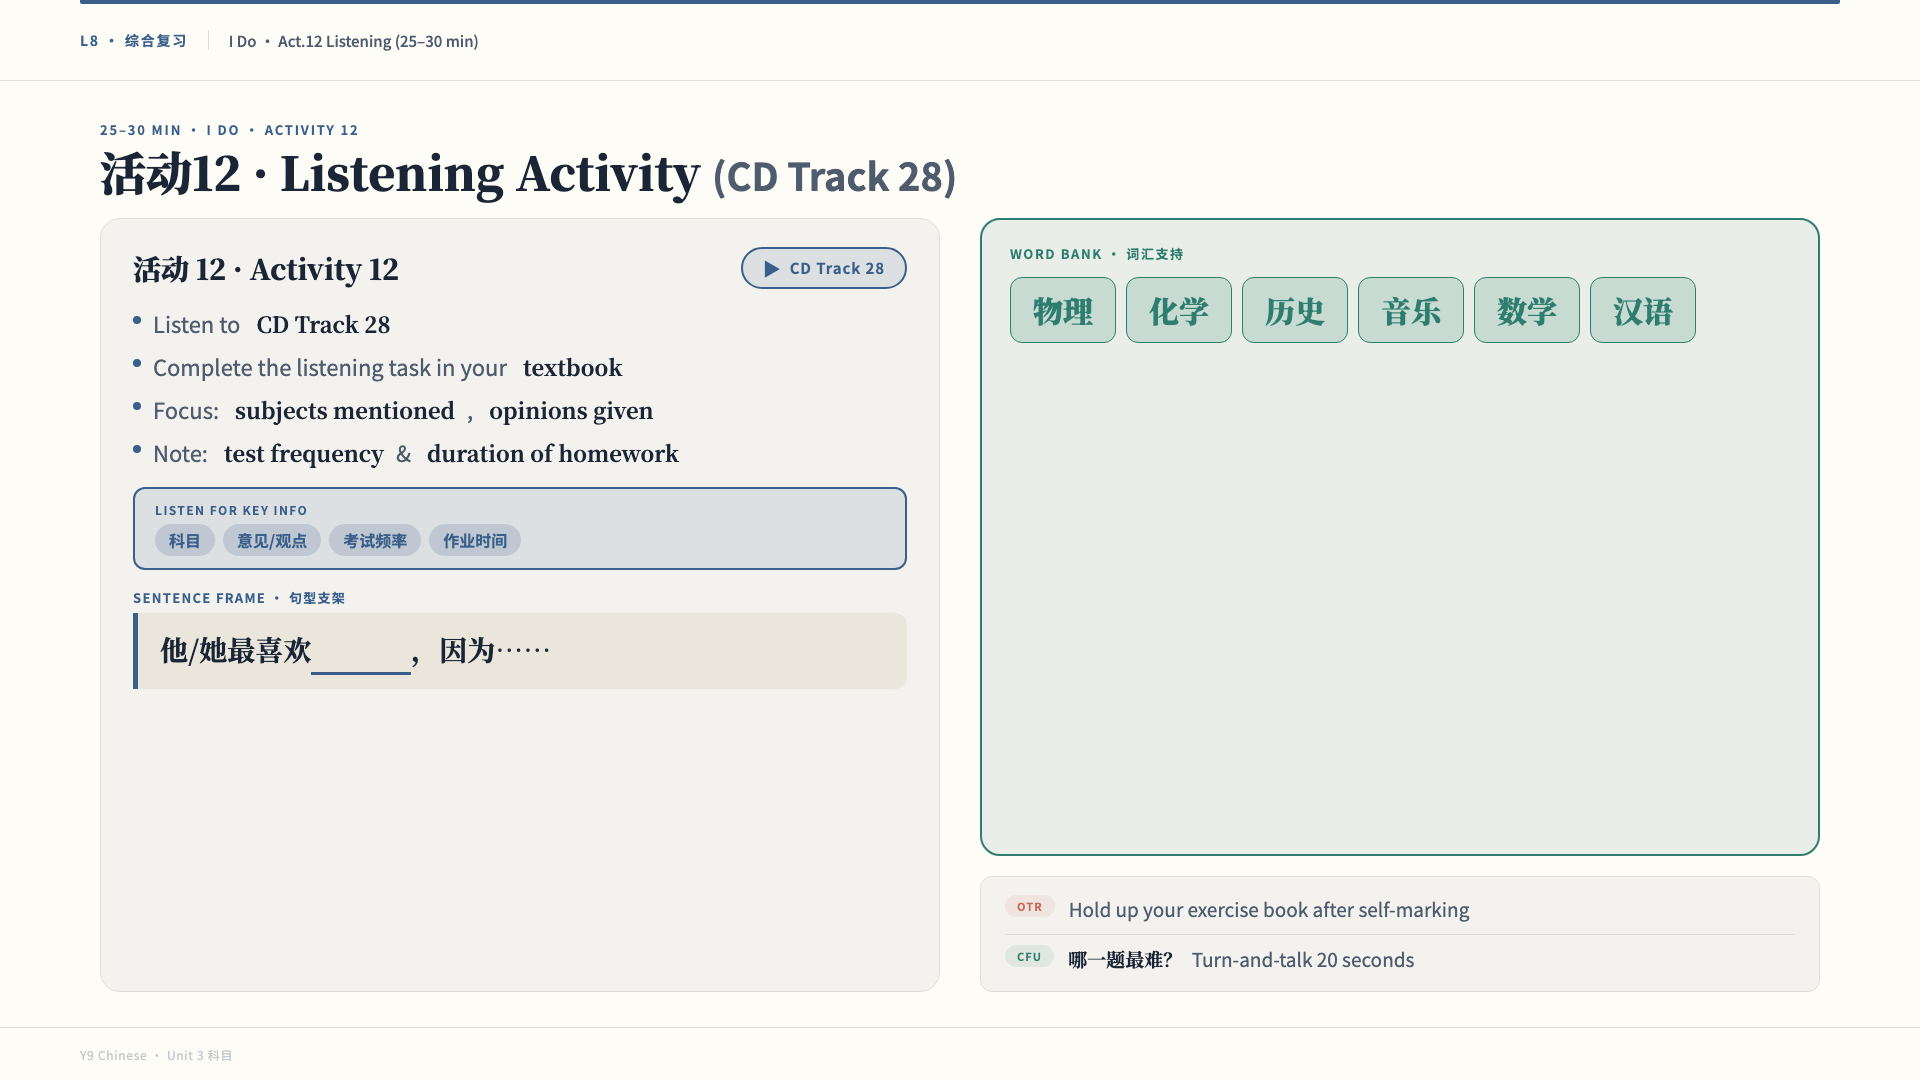 L8 • 综合复习
I Do • Act.12 Listening (25–30 min)
25–30 MIN • I DO • ACTIVITY 12
活动12 · Listening Activity (CD Track 28)
活动 12 · Activity 12
▶ CD Track 28
• Listen to CD Track 28
• Complete the listening task in your textbook
• Focus: subjects mentioned , opinions given
• Note: test frequency & duration of homework
LISTEN FOR KEY INFO
科目 意见/观点 考试频率 作业时间
SENTENCE FRAME • 句型支架
他/她最喜欢______，因为……
WORD BANK • 词汇支持
物理 化学 历史 音乐 数学 汉语
OTR Hold up your exercise book after self-marking
CFU 哪一题最难? Turn-and-talk 20 seconds
Y9 Chinese • Unit 3 科目